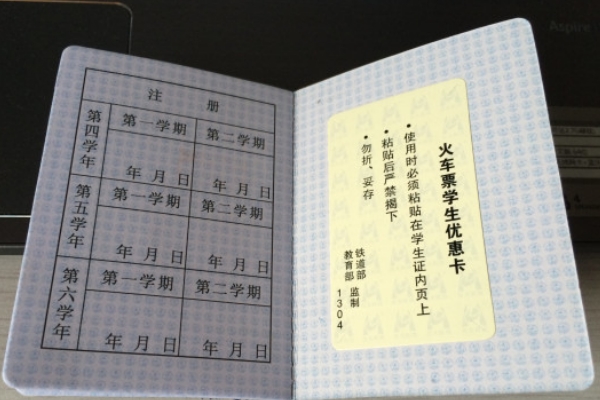 注 册
第四学年
第一学期
第二学期
年 月 日
年 月 日
第五学年
第一学期
第二学期
年 月 日
年 月 日
第六学年
第一学期
第二学期
年 月 日
年 月 日
火车票学生优惠卡
• 使用时必须粘贴在学生证内页上
• 粘贴后严禁揭下
• 勿折、妥存
铁道部
教育部
监制
1304
Aspire